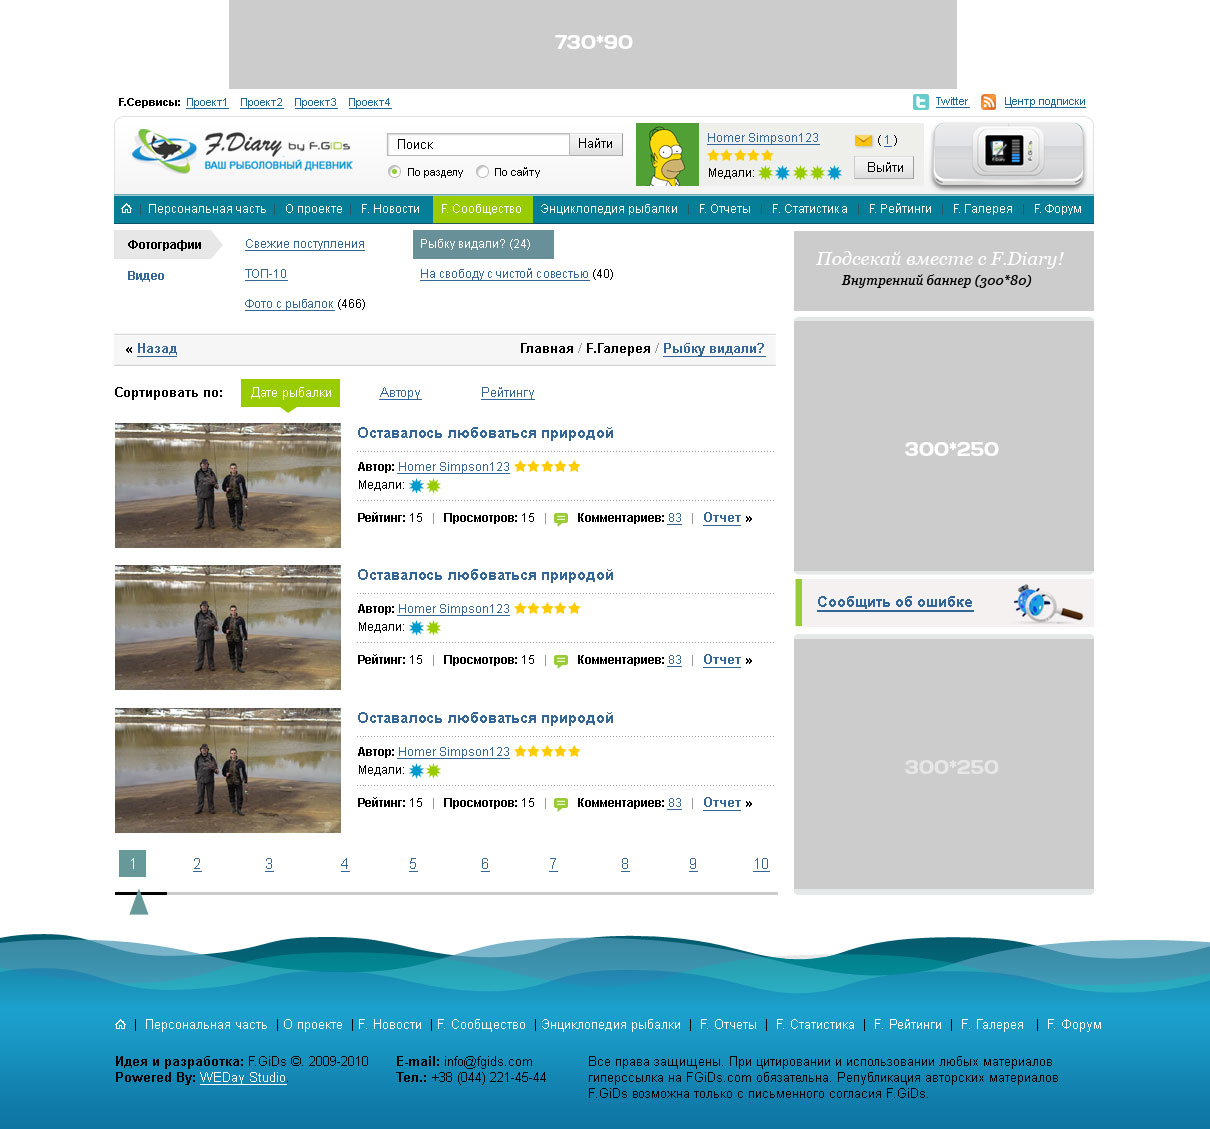 730*90
F.Сервисы: Проект1 Проект2 Проект3 Проект4
Twitter Центр подписки
F.Diary by F.GiDs
ВАШ РЫБОЛОВНЫЙ ДНЕВНИК
Поиск Найти
По разделу По сайту
Homer Simpson123 (1)
Медали: Выйти
Персональная часть | О проекте | F. Новости F. Сообщество Энциклопедия рыбалки | F. Отчеты | F. Статистика | F. Рейтинги | F. Галерея | F. Форум
Фотографии Свежие поступления Рыбку видали? (24)
Видео ТОП-10 На свободу с чистой совестью (40)
Фото с рыбалок (466)
Подсекай вместе с F.Diary!
Внутренний баннер (300*80)
« Назад Главная / F.Галерея / Рыбку видали?
Сортировать по: Дате рыбалки Автору Рейтингу
Оставалось любоваться природой
Автор: Homer Simpson123
Медали:
Рейтинг: 15 | Просмотров: 15 | Комментариев: 83 | Отчет »
300*250
Оставалось любоваться природой
Автор: Homer Simpson123
Медали:
Рейтинг: 15 | Просмотров: 15 | Комментариев: 83 | Отчет »
Сообщить об ошибке
Оставалось любоваться природой
Автор: Homer Simpson123
Медали:
Рейтинг: 15 | Просмотров: 15 | Комментариев: 83 | Отчет »
300*250
1 2 3 4 5 6 7 8 9 10
| Персональная часть | О проекте | F. Новости | F. Сообщество | Энциклопедия рыбалки | F. Отчеты | F. Статистика | F. Рейтинги | F. Галерея | F. Форум
Идея и разработка: F.GiDs ©. 2009-2010
Powered By: WEDay Studio
E-mail: info@fgids.com
Тел.: +38 (044) 221-45-44
Все права защищены. При цитировании и использовании любых материалов
гиперссылка на FGiDs.com обязательна. Републикация авторских материалов
F.GiDs возможна только с письменного согласия F.GiDs.